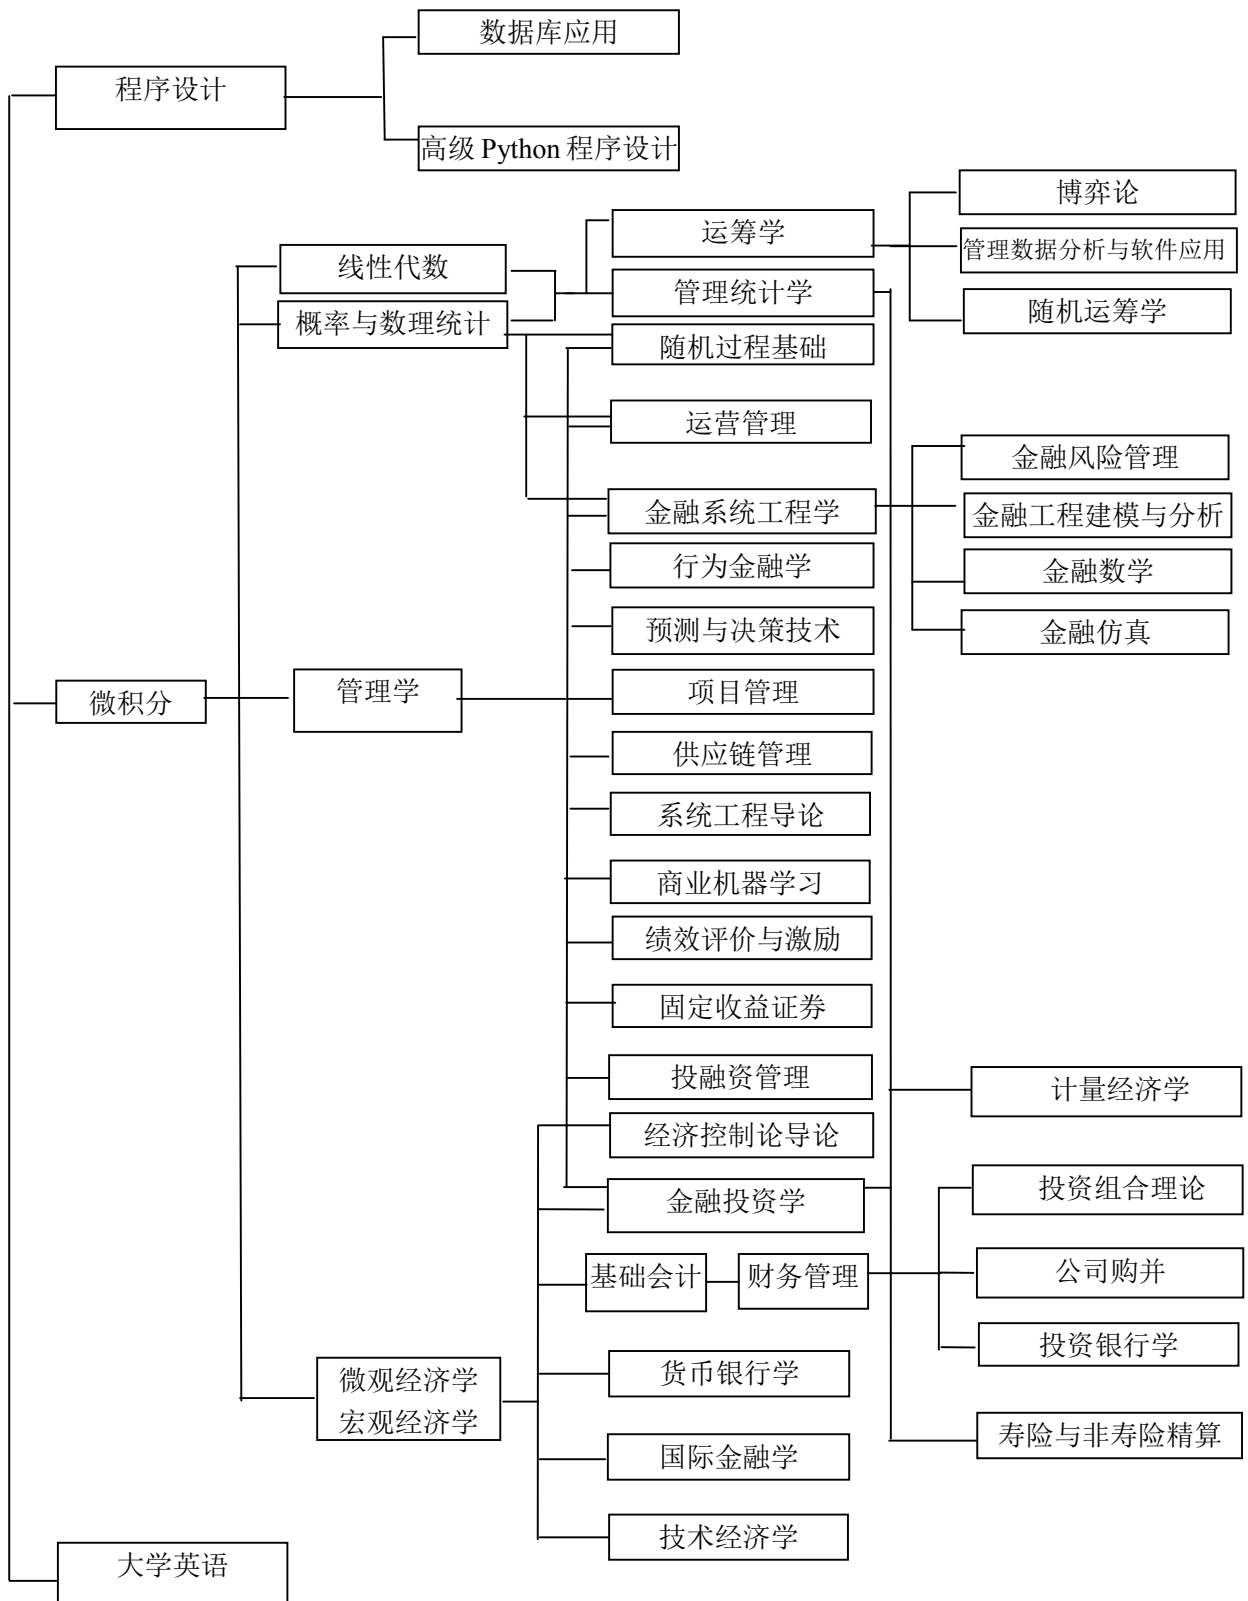 数据库应用
程序设计
高级 Python 程序设计
博弈论
运筹学
管理数据分析与软件应用
线性代数
管理统计学
随机运筹学
概率与数理统计
随机过程基础
运营管理
金融风险管理
金融系统工程学
金融工程建模与分析
行为金融学
金融数学
预测与决策技术
金融仿真
微积分
管理学
项目管理
供应链管理
系统工程导论
商业机器学习
绩效评价与激励
固定收益证券
投融资管理
计量经济学
经济控制论导论
金融投资学
投资组合理论
基础会计
财务管理
公司购并
投资银行学
微观经济学
宏观经济学
货币银行学
寿险与非寿险精算
国际金融学
技术经济学
大学英语